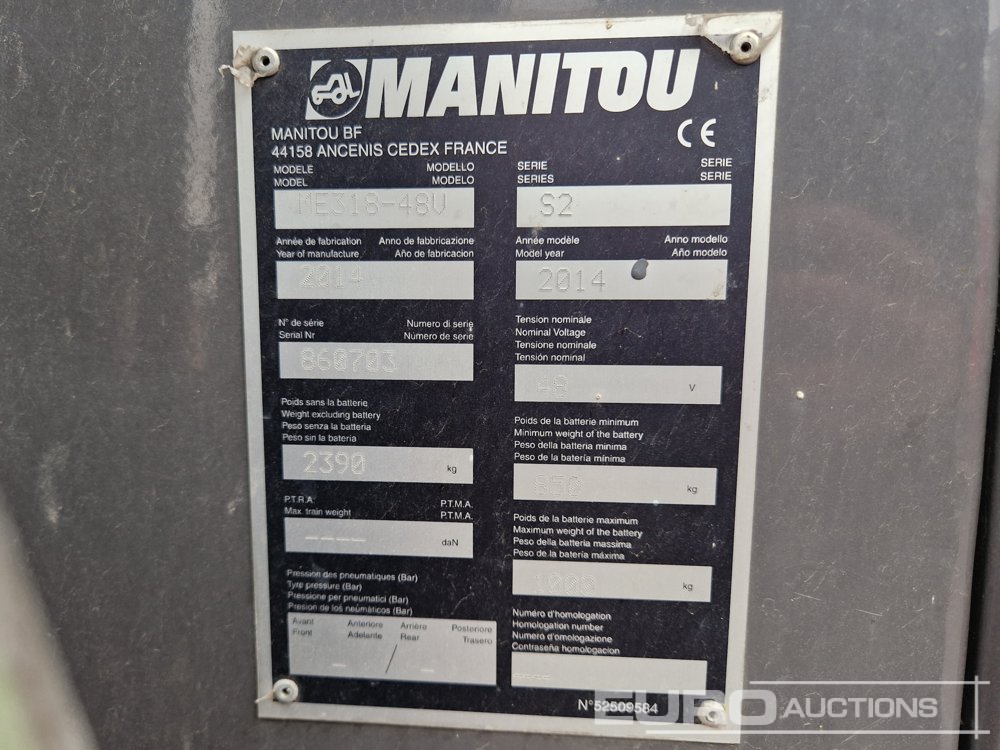 MANITOU
MANITOU BF
44158 ANCENIS CEDEX FRANCE
CE
MODELE MODELLO
MODEL MODELO
ME318-48V
SERIE SERIE
SERIES SERIE
S2
Année de fabrication Anno de fabbricazione
Year of manufacture Año de fabricacion
2014
Année modèle Anno modello
Model year Año modelo
2014
N° de série Numero di serie
Serial Nr Número de serie
860703
Tension nominale
Nominal Voltage
Tensione nominale
Tensión nominal
48 V
Poids sans la batterie
Weight excluding battery
Peso senza la batteria
Peso sin la bateria
2390 kg
Poids de la batterie minimum
Minimum weight of the battery
Peso della batteria minima
Peso de la batería mínima
850 kg
P.T.R.A. P.T.M.A.
Max. train weight P.T.M.A.
---- daN
Poids de la batterie maximum
Maximum weight of the battery
Peso della batteria massima
Peso de la batería máxima
1000 kg
Pression des pneumatiques (Bar)
Tyre pressure (Bar)
Pressione per pneumatici (Bar)
Presion de los neúmàticos (Bar)
Avant Anteriore Arrière Posteriore
Front Adelante Rear Trasero
- / -
Numéro d'homologation
Homologation number
Numero d'omologazione
Contraseña homologacion
---
N°52509584
EURO AUCTIONS